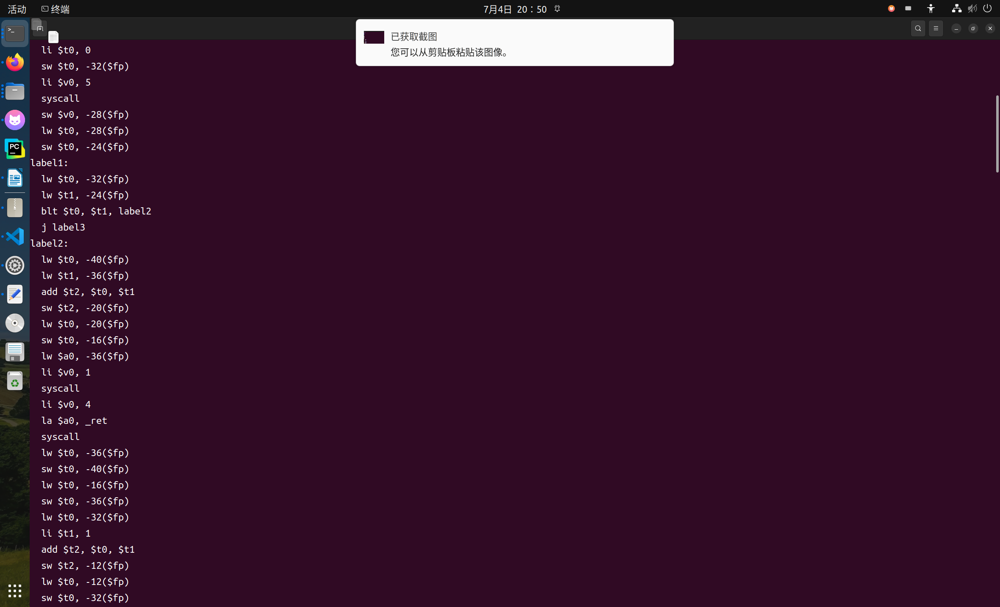 活动
终端
7月4日 20：50
已获取截图
您可以从剪贴板粘贴该图像。
li $t0, 0
sw $t0, -32($fp)
li $v0, 5
syscall
sw $v0, -28($fp)
lw $t0, -28($fp)
sw $t0, -24($fp)
label1:
lw $t0, -32($fp)
lw $t1, -24($fp)
blt $t0, $t1, label2
j label3
label2:
lw $t0, -40($fp)
lw $t1, -36($fp)
add $t2, $t0, $t1
sw $t2, -20($fp)
lw $t0, -20($fp)
sw $t0, -16($fp)
lw $a0, -36($fp)
li $v0, 1
syscall
li $v0, 4
la $a0, _ret
syscall
lw $t0, -36($fp)
sw $t0, -40($fp)
lw $t0, -16($fp)
sw $t0, -36($fp)
lw $t0, -32($fp)
li $t1, 1
add $t2, $t0, $t1
sw $t2, -12($fp)
lw $t0, -12($fp)
sw $t0, -32($fp)
PC